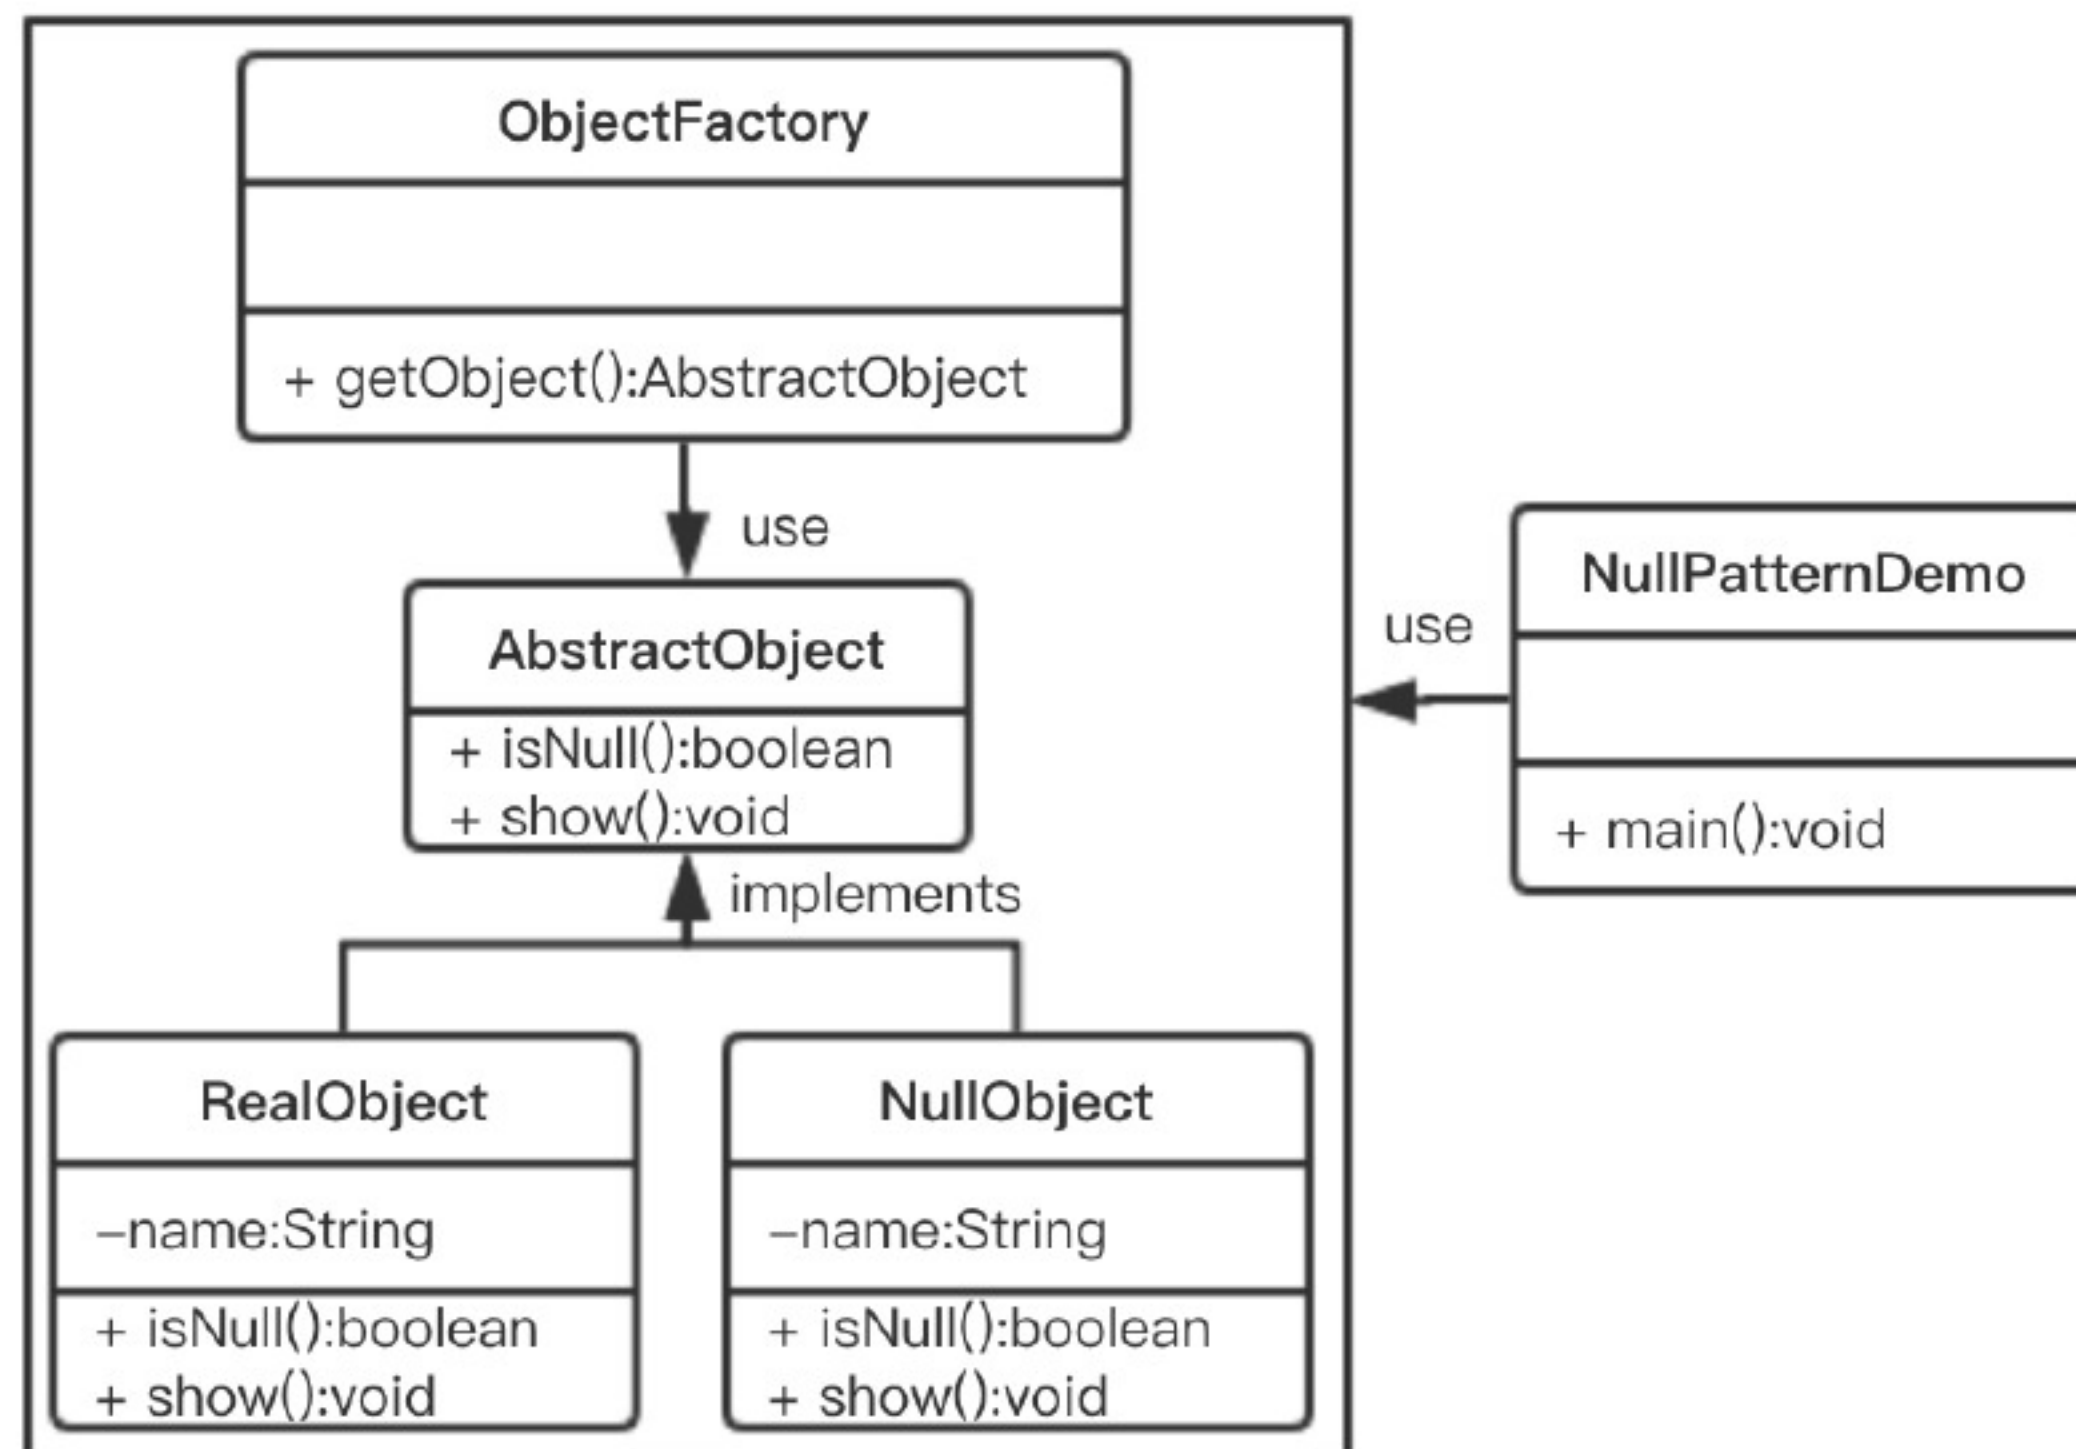 ObjectFactory
+ getObject():AbstractObject
use
AbstractObject
+ isNull():boolean
+ show():void
implements
RealObject
–name:String
+ isNull():boolean
+ show():void
NullObject
–name:String
+ isNull():boolean
+ show():void
use
NullPatternDemo
+ main():void